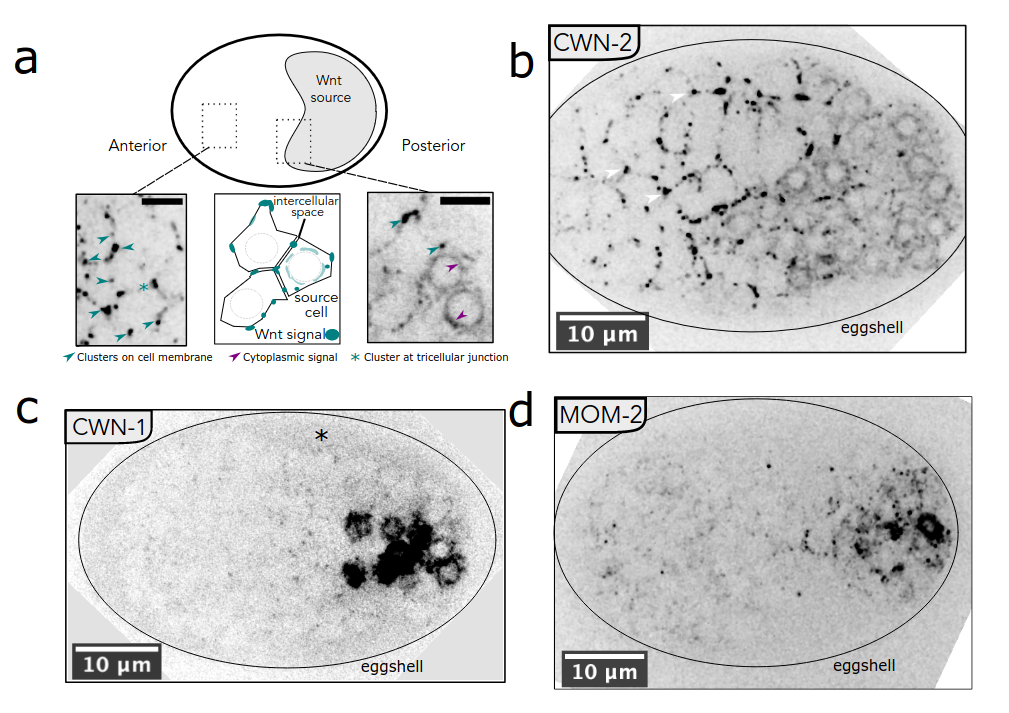 a
Wnt
source
Anterior
Posterior
intercellular
space
source
cell
Wnt signal
Clusters on cell membrane
Cytoplasmic signal
* Cluster at tricellular junction
*
b
CWN-2
10 µm
eggshell
c
CWN-1
*
10 µm
eggshell
d
MOM-2
10 µm
eggshell